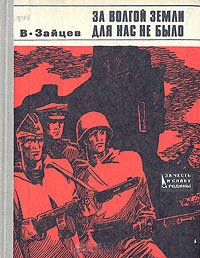 В·Зайцев
ЗА ВОЛГОЙ ЗЕМЛИ
ДЛЯ НАС НЕ БЫЛО
ЗА ЧЕСТЬ
И СЛАВУ
РОДИНЫ